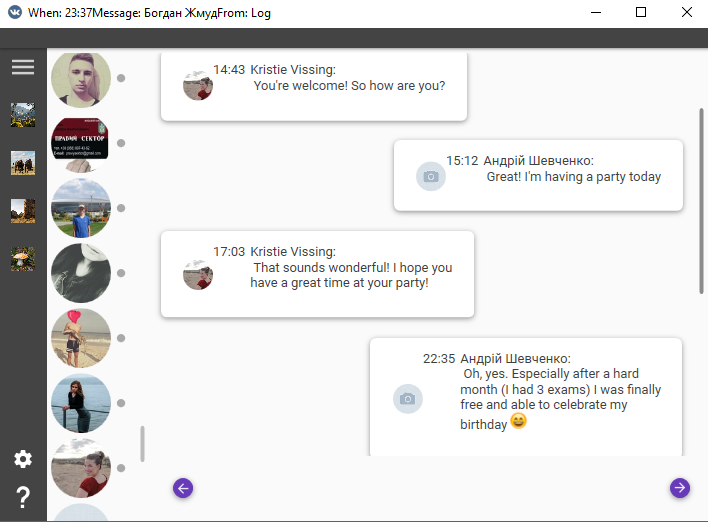 When: 23:37Message: Богдан ЖмудFrom: Log
14:43 Kristie Vissing:
You're welcome! So how are you?
ПРАВИЙ СЕКТОР
15:12 Андрій Шевченко:
Great! I'm having a party today
17:03 Kristie Vissing:
That sounds wonderful! I hope you
have a great time at your party!
22:35 Андрій Шевченко:
Oh, yes. Especially after a hard
month (I had 3 exams) I was finally
free and able to celebrate my
birthday 😄
?